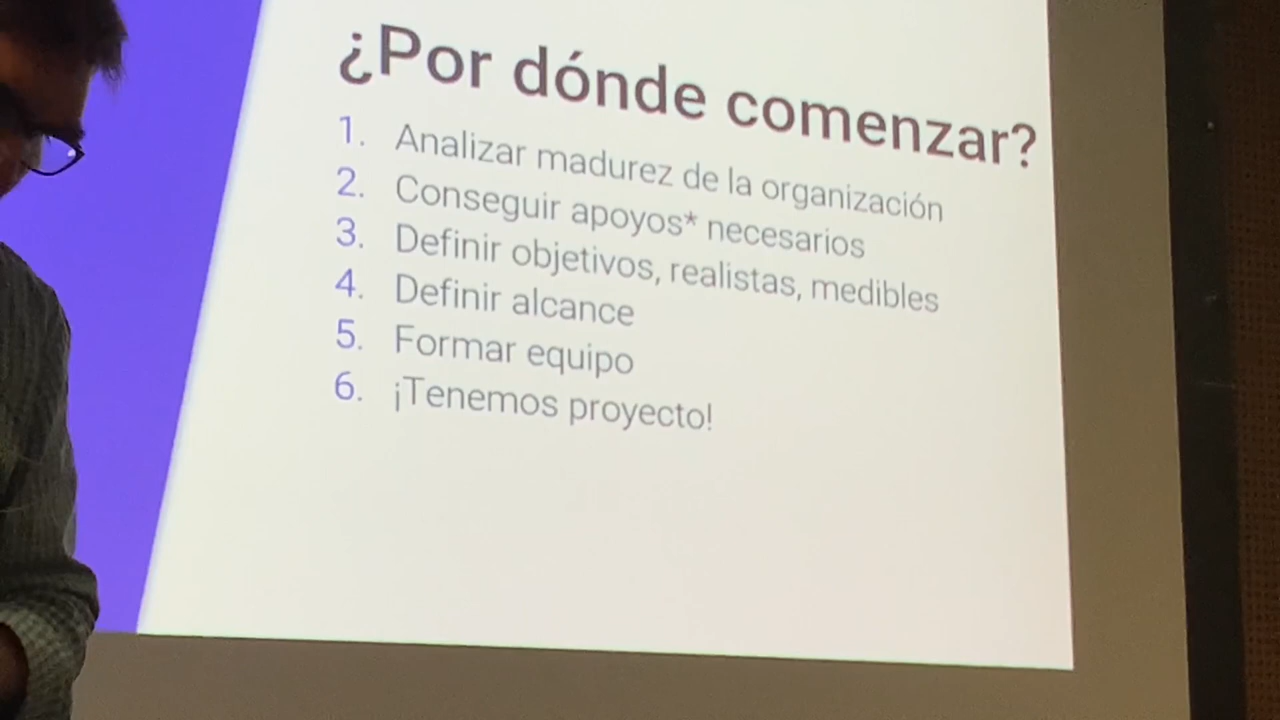 ¿Por dónde comenzar?
1. Analizar madurez de la organización
2. Conseguir apoyos* necesarios
3. Definir objetivos, realistas, medibles
4. Definir alcance
5. Formar equipo
6. ¡Tenemos proyecto!